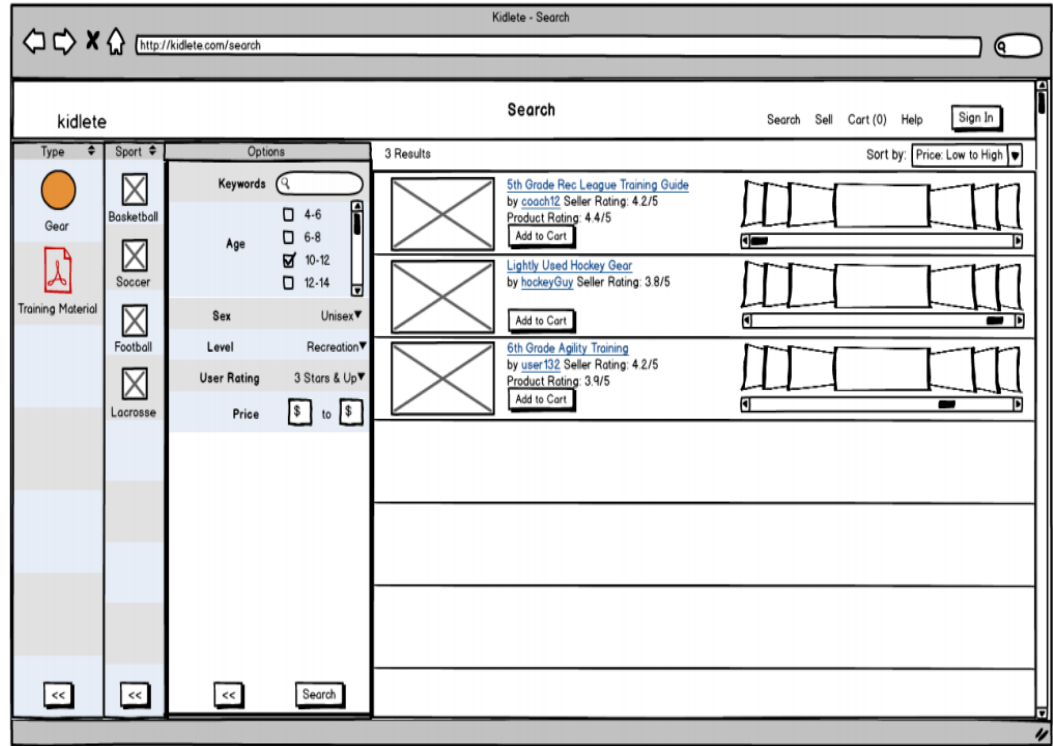 Kidlete - Search
http://kidlete.com/search
kidlete
Search
Search Sell Cart (0) Help Sign In
Type
Gear
Training Material
<<
Sport
Basketball
Soccer
Football
Lacrosse
<<
Options
Keywords
Age
4-6
6-8
10-12
12-14
Sex Unisex
Level Recreation
User Rating 3 Stars & Up
Price $ to $
<< Search
3 Results
Sort by: Price: Low to High
5th Grade Rec League Training Guide
by coach12 Seller Rating: 4.2/5
Product Rating: 4.4/5
Add to Cart
Lightly Used Hockey Gear
by hockeyGuy Seller Rating: 3.8/5
Add to Cart
6th Grade Agility Training
by user132 Seller Rating: 4.2/5
Product Rating: 3.9/5
Add to Cart